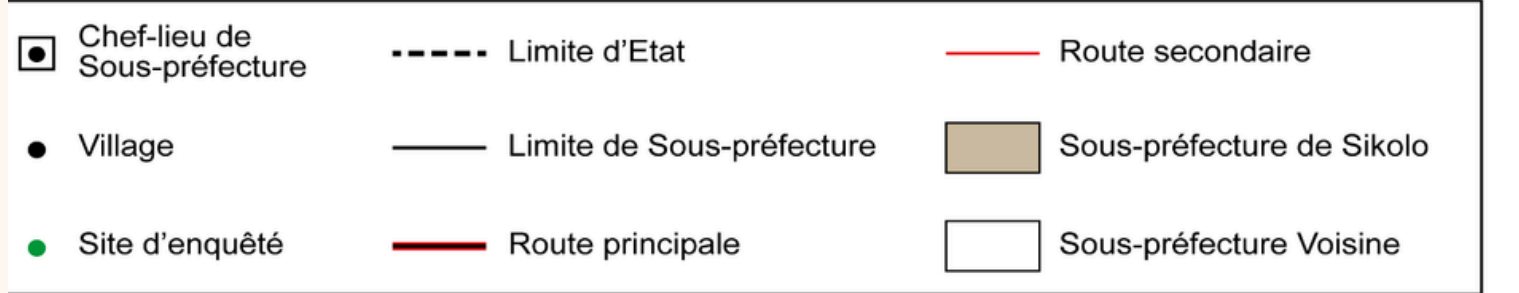 Chef-lieu de
Sous-préfecture
Limite d'Etat
Route secondaire
Village
Limite de Sous-préfecture
Sous-préfecture de Sikolo
Site d'enquêté
Route principale
Sous-préfecture Voisine